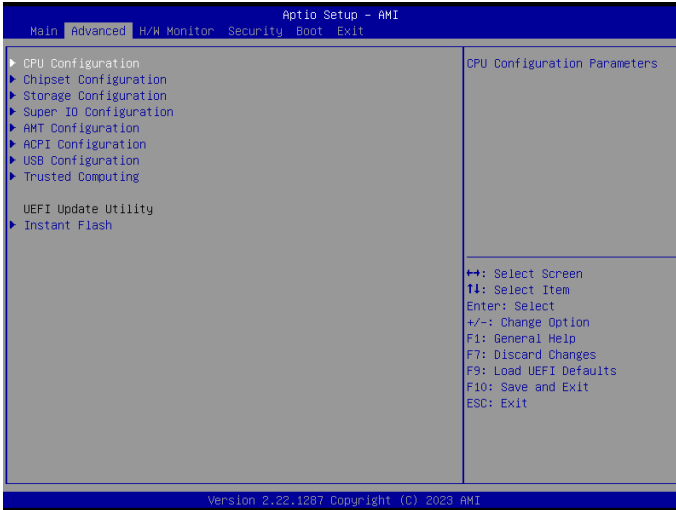 Aptio Setup – AMI
Main Advanced H/W Monitor Security Boot Exit
CPU Configuration
Chipset Configuration
Storage Configuration
Super IO Configuration
AMT Configuration
ACPI Configuration
USB Configuration
Trusted Computing
UEFI Update Utility
Instant Flash
CPU Configuration Parameters
↔: Select Screen
↑↓: Select Item
Enter: Select
+/-: Change Option
F1: General Help
F7: Discard Changes
F9: Load UEFI Defaults
F10: Save and Exit
ESC: Exit
Version 2.22.1287 Copyright (C) 2023 AMI